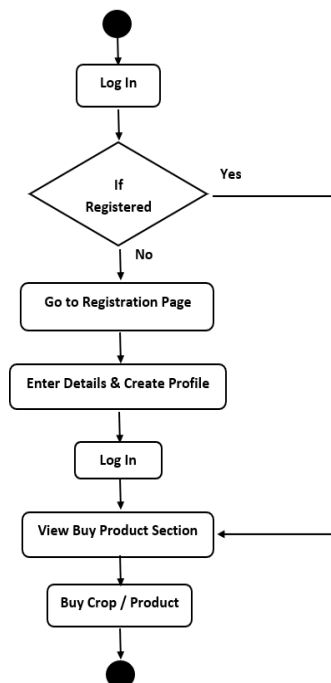 Log In
If
Registered
Yes
No
Go to Registration Page
Enter Details & Create Profile
Log In
View Buy Product Section
Buy Crop / Product